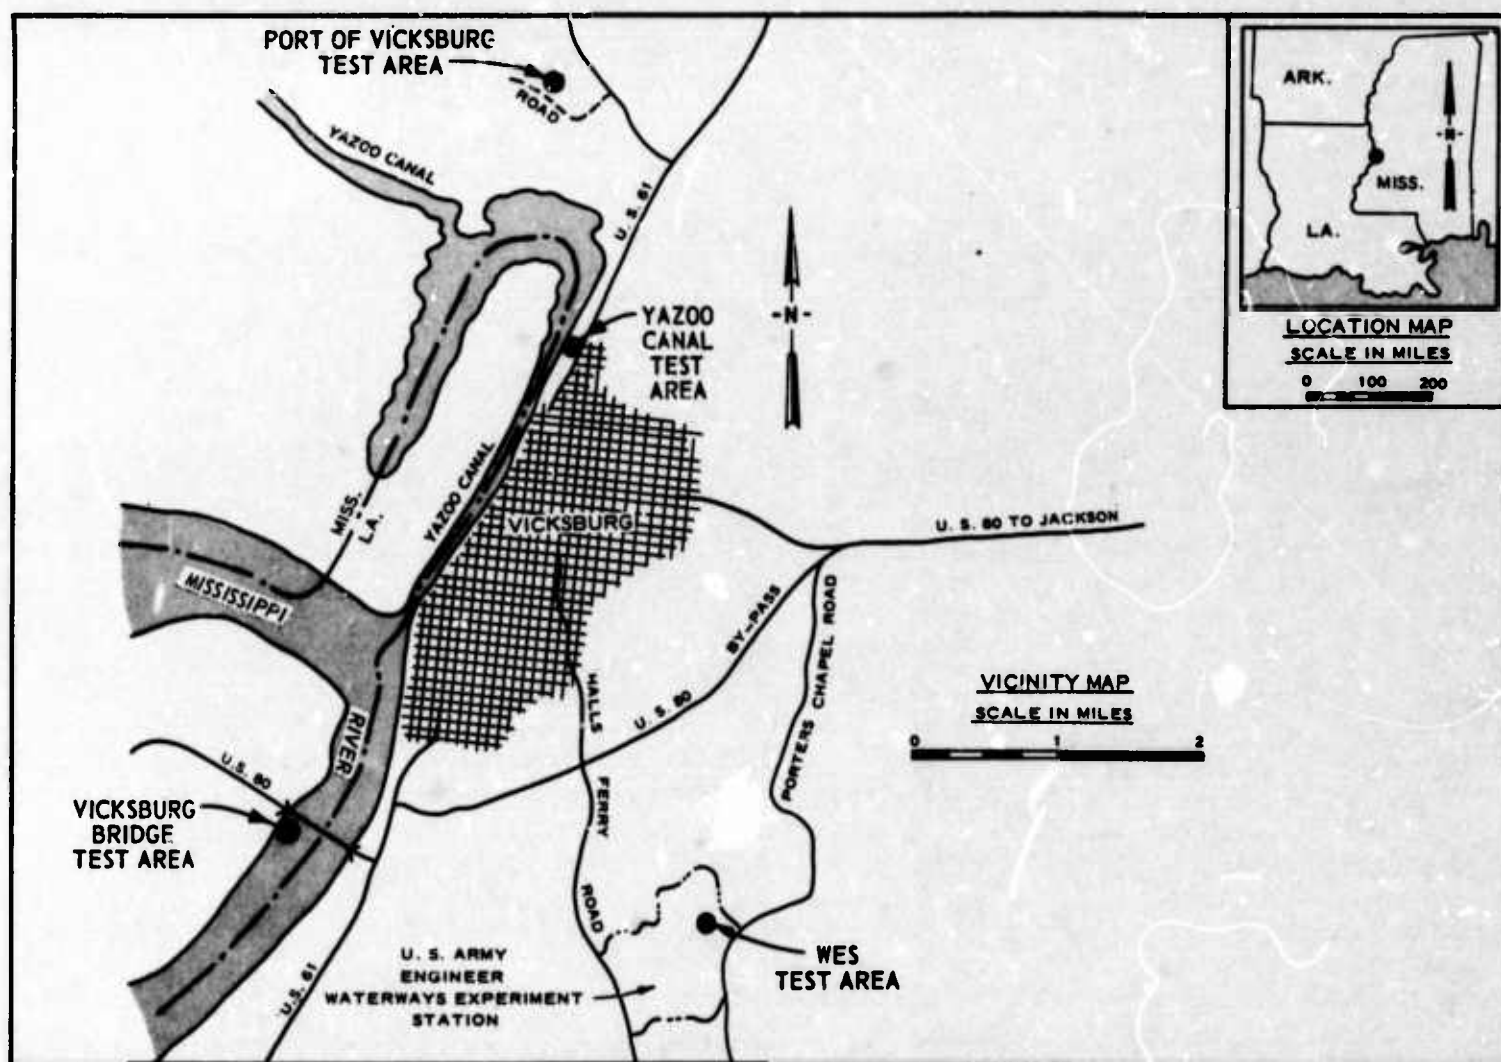 PORT OF VICKSBURG
TEST AREA
ROAD
YAZOO CANAL
U. S. 61
YAZOO
CANAL
TEST
AREA
-N-
ARK.
MISS.
LA.
-N-
LOCATION MAP
SCALE IN MILES
0 100 200
MISS.
LA.
YAZOO CANAL
VICKSBURG
U. S. 80 TO JACKSON
MISSISSIPPI
RIVER
BY-PASS
U. S. 80
PORTERS CHAPEL ROAD
HALLS
FERRY
ROAD
VICINITY MAP
SCALE IN MILES
0 1 2
U.S. 80
VICKSBURG
BRIDGE
TEST AREA
U.S. 61
U. S. ARMY
ENGINEER
WATERWAYS EXPERIMENT
STATION
WES
TEST AREA